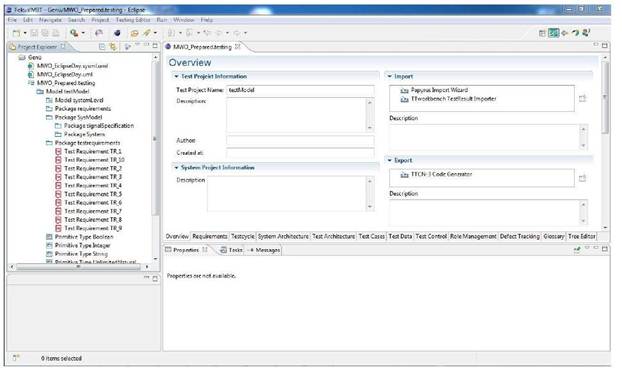 Fokus!MBT - Genu/MWO_Prepared.testing - Eclipse
File Edit Navigate Search Project Testing Editor Run Window Help
Project Explorer
MWO_Prepared.testing
Genu
MWO_EclipseDay.sysml.uml
MWO_EclipseDay.uml
MWO_Prepared.testing
Model testModel
Model systemLevel
Package requirements
Package SysModel
Package signalSpecification
Package System
Package testrequirements
Test Requirement TR_1
Test Requirement TR_10
Test Requirement TR_2
Test Requirement TR_3
Test Requirement TR_4
Test Requirement TR_5
Test Requirement TR_6
Test Requirement TR_7
Test Requirement TR_8
Test Requirement TR_9
Primitive Type Boolean
Primitive Type Integer
Primitive Type String
Primitive Type UnlimitedNatural
Overview
Test Projekt Information
Test Project Name: testModel
Description:
Author:
Created at:
System Project Information
Description
Import
Papyrus Import Wizard
TTworkbench TestResult Importer
Description
Export
TTCN-3 Code Generator
Description
Overview Requirements Testcycle System Architecture Test Architecture Test Cases Test Data Test Control Role Management Defect Tracking Glossary Tree Editor
Properties Tasks Messages
Properties are not available.
0 items selected